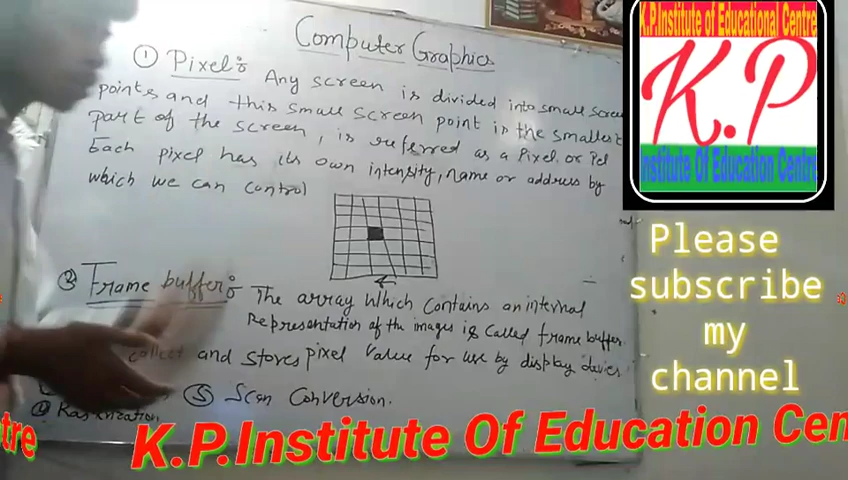 Computer Graphics
① Pixel:- Any screen is divided into small screen
points and this small screen point is the smallest
part of the screen, is referred as a Pixel or Pel
Each pixel has its own intensity, name or address by
which we can control
② Frame buffer:- The array which contains an internal
Representation of the images is called frame buffer.
collect and stores pixel value for use by display devices
⑤ Scan Conversion.
④ Rasterization
K.P.Institute of Educational Centre
K.P
Institute Of Education Centre
Please
subscribe
my
channel
tre
K.P.Institute Of Education Cen